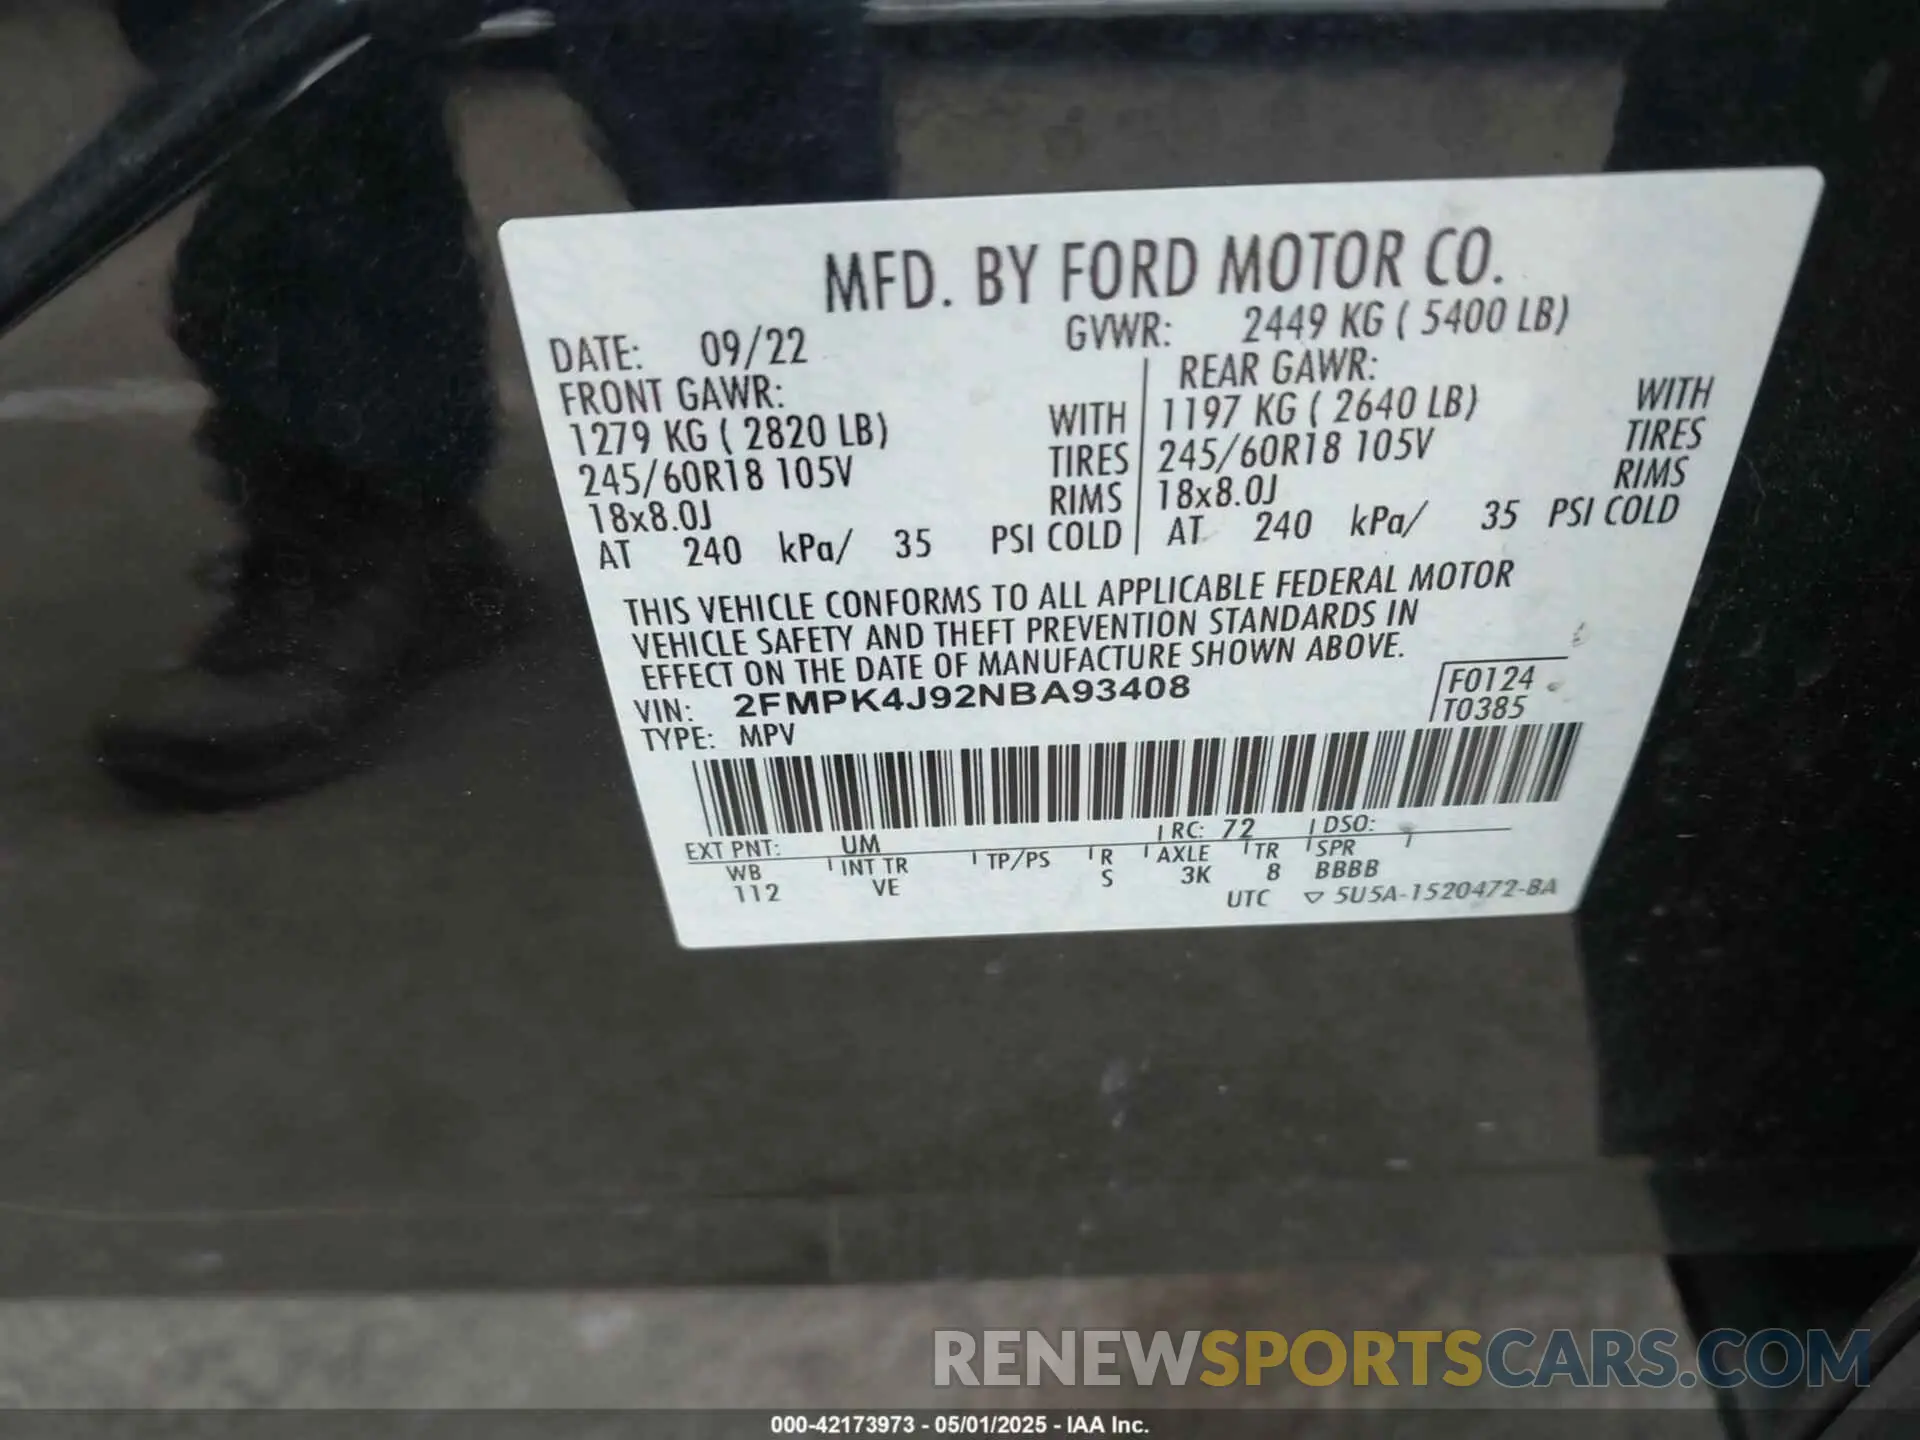 MFD. BY FORD MOTOR CO.
DATE: 09/22 GVWR: 2449 KG ( 5400 LB)
FRONT GAWR: REAR GAWR:
1279 KG ( 2820 LB) WITH 1197 KG ( 2640 LB) WITH
245/60R18 105V TIRES 245/60R18 105V TIRES
18x8.0J RIMS 18x8.0J RIMS
AT 240 kPa/ 35 PSI COLD AT 240 kPa/ 35 PSI COLD
THIS VEHICLE CONFORMS TO ALL APPLICABLE FEDERAL MOTOR
VEHICLE SAFETY AND THEFT PREVENTION STANDARDS IN
EFFECT ON THE DATE OF MANUFACTURE SHOWN ABOVE.
VIN: 2FMPK4J92NBA93408 F0124
TYPE: MPV T0385
EXT PNT: UM RC: 72 DSO:
WB INT TR TP/PS R AXLE TR SPR
112 VE S 3K 8 BBBB
UTC ▽ 5U5A-1520472-BA
RENEWSPORTSCARS.COM
000-42173973 - 05/01/2025 - IAA Inc.